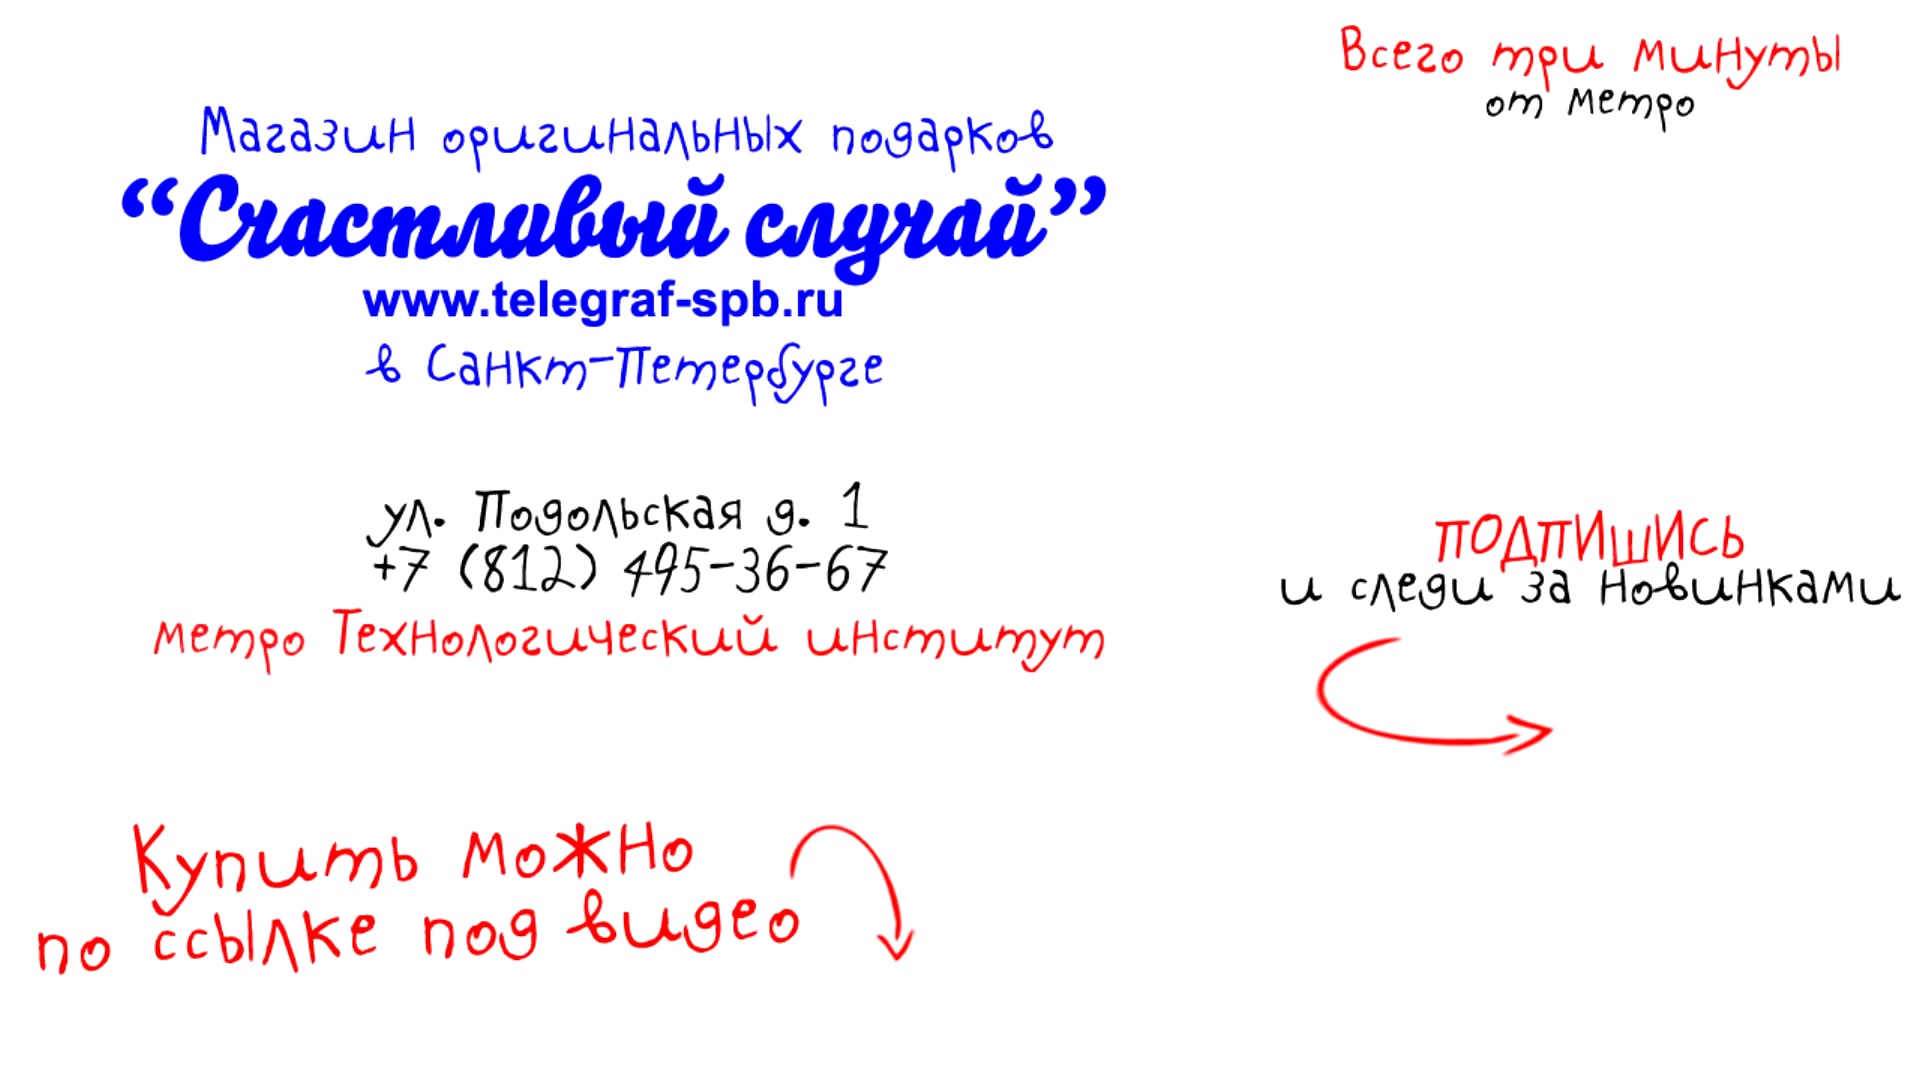 Магазин оригинальных подарков
“Счастливый случай”
www.telegraf-spb.ru
в Санкт-Петербурге
ул. Подольская д. 1
+7 (812) 495-36-67
метро Технологический институт
Купить можно
по ссылке под видео
Всего три минуты
от метро
ПОДПИШИСЬ
и следи за новинками